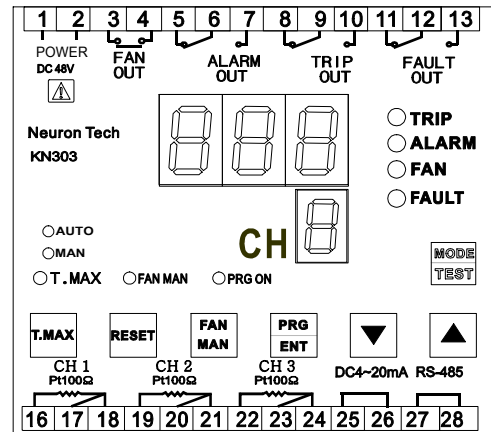 1 2 3 4 5 6 7 8 9 10 11 12 13
POWER
DC 48V
FAN
OUT
ALARM
OUT
TRIP
OUT
FAULT
OUT
Neuron Tech
KN303
TRIP
ALARM
FAN
FAULT
AUTO
MAN
CH
T.MAX
FAN MAN
PRG ON
MODE
TEST
T.MAX
RESET
FAN
MAN
PRG
ENT
CH 1
Pt100Ω
CH 2
Pt100Ω
CH 3
Pt100Ω
DC4~20mA
RS-485
16 17 18 19 20 21 22 23 24 25 26 27 28